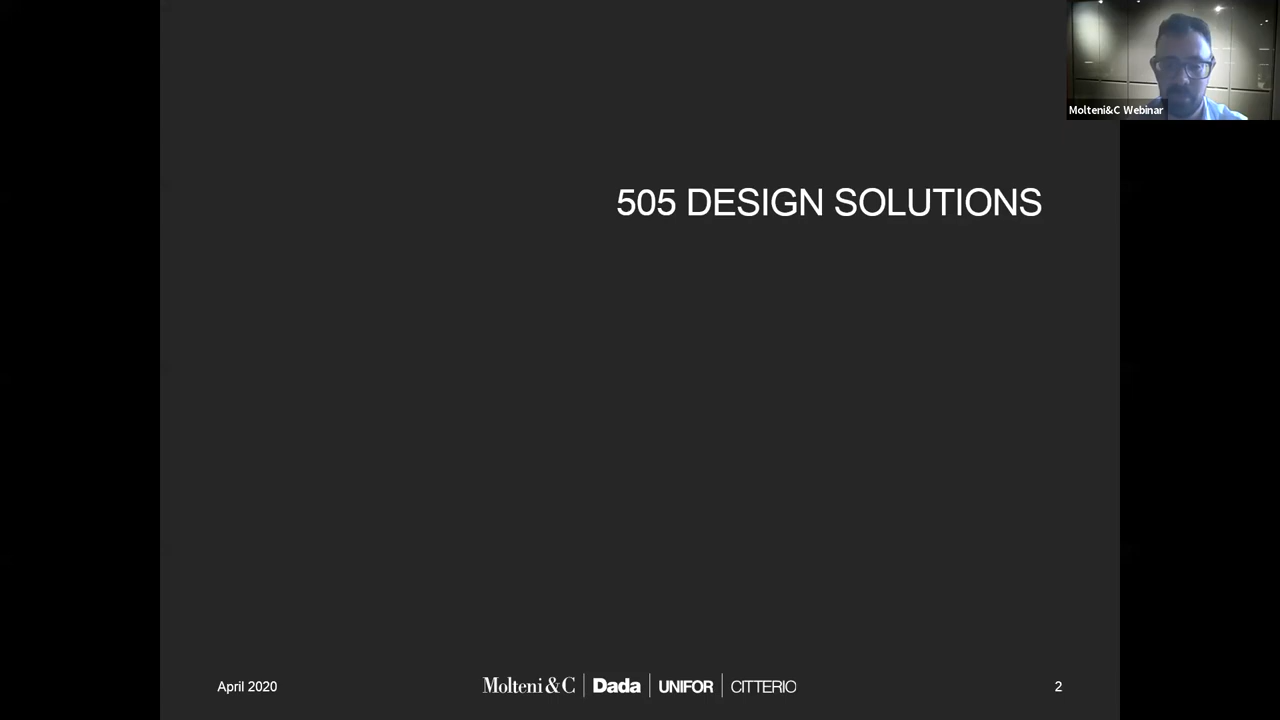 Molteni&C Webinar
505 DESIGN SOLUTIONS
April 2020
Molteni&C | Dada | UNIFOR | CITTERIO
2